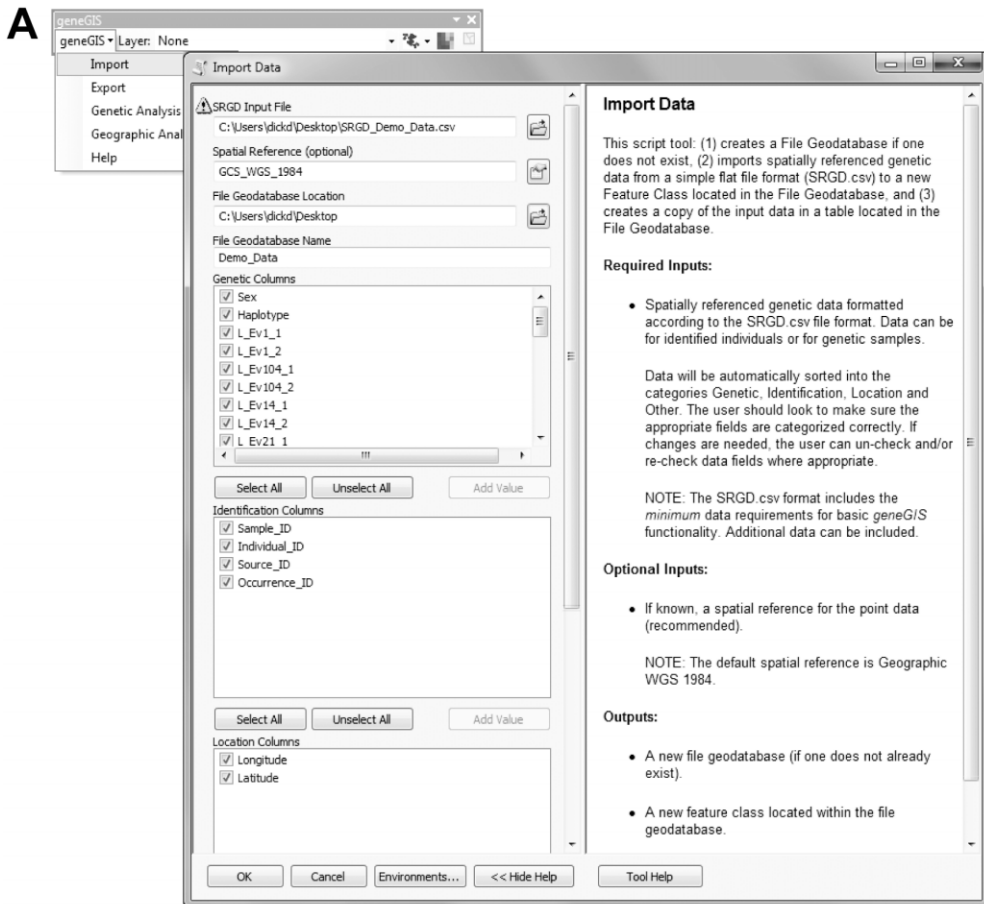 A
geneGIS
geneGIS Layer: None
Import
Export
Genetic Analysis
Geographic Anal
Help
Import Data
SRGD Input File
C:\Users\dickd\Desktop\SRGD_Demo_Data.csv
Spatial Reference (optional)
GCS_WGS_1984
File Geodatabase Location
C:\Users\dickd\Desktop
File Geodatabase Name
Demo_Data
Genetic Columns
Sex
Haplotype
L_Ev1_1
L_Ev1_2
L_Ev104_1
L_Ev104_2
L_Ev14_1
L_Ev14_2
L_Ev21_1
Select All Unselect All Add Value
Identification Columns
Sample_ID
Individual_ID
Source_ID
Occurrence_ID
Select All Unselect All Add Value
Location Columns
Longitude
Latitude
OK Cancel Environments... << Hide Help Tool Help
Import Data
This script tool: (1) creates a File Geodatabase if one
does not exist, (2) imports spatially referenced genetic
data from a simple flat file format (SRGD.csv) to a new
Feature Class located in the File Geodatabase, and (3)
creates a copy of the input data in a table located in the
File Geodatabase.
Required Inputs:
• Spatially referenced genetic data formatted
according to the SRGD.csv file format. Data can be
for identified individuals or for genetic samples.
Data will be automatically sorted into the
categories Genetic, Identification, Location and
Other. The user should look to make sure the
appropriate fields are categorized correctly. If
changes are needed, the user can un-check and/or
re-check data fields where appropriate.
NOTE: The SRGD.csv format includes the
minimum data requirements for basic geneGIS
functionality. Additional data can be included.
Optional Inputs:
• If known, a spatial reference for the point data
(recommended).
NOTE: The default spatial reference is Geographic
WGS 1984.
Outputs:
• A new file geodatabase (if one does not already
exist).
• A new feature class located within the file
geodatabase.